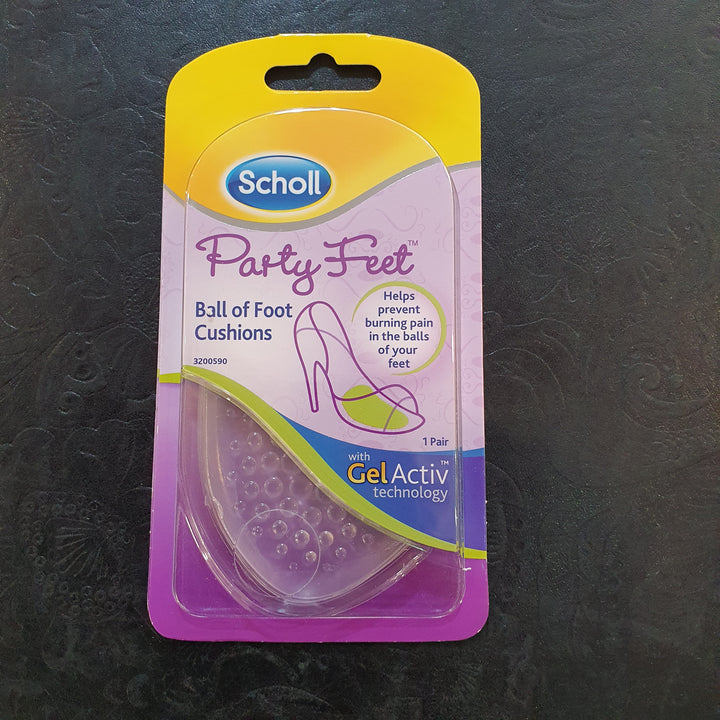 Scholl
Party Feet™
Ball of Foot
Cushions
3200590
Helps
prevent
burning pain
in the balls
of your
feet
1 Pair
with
GelActiv™
technology